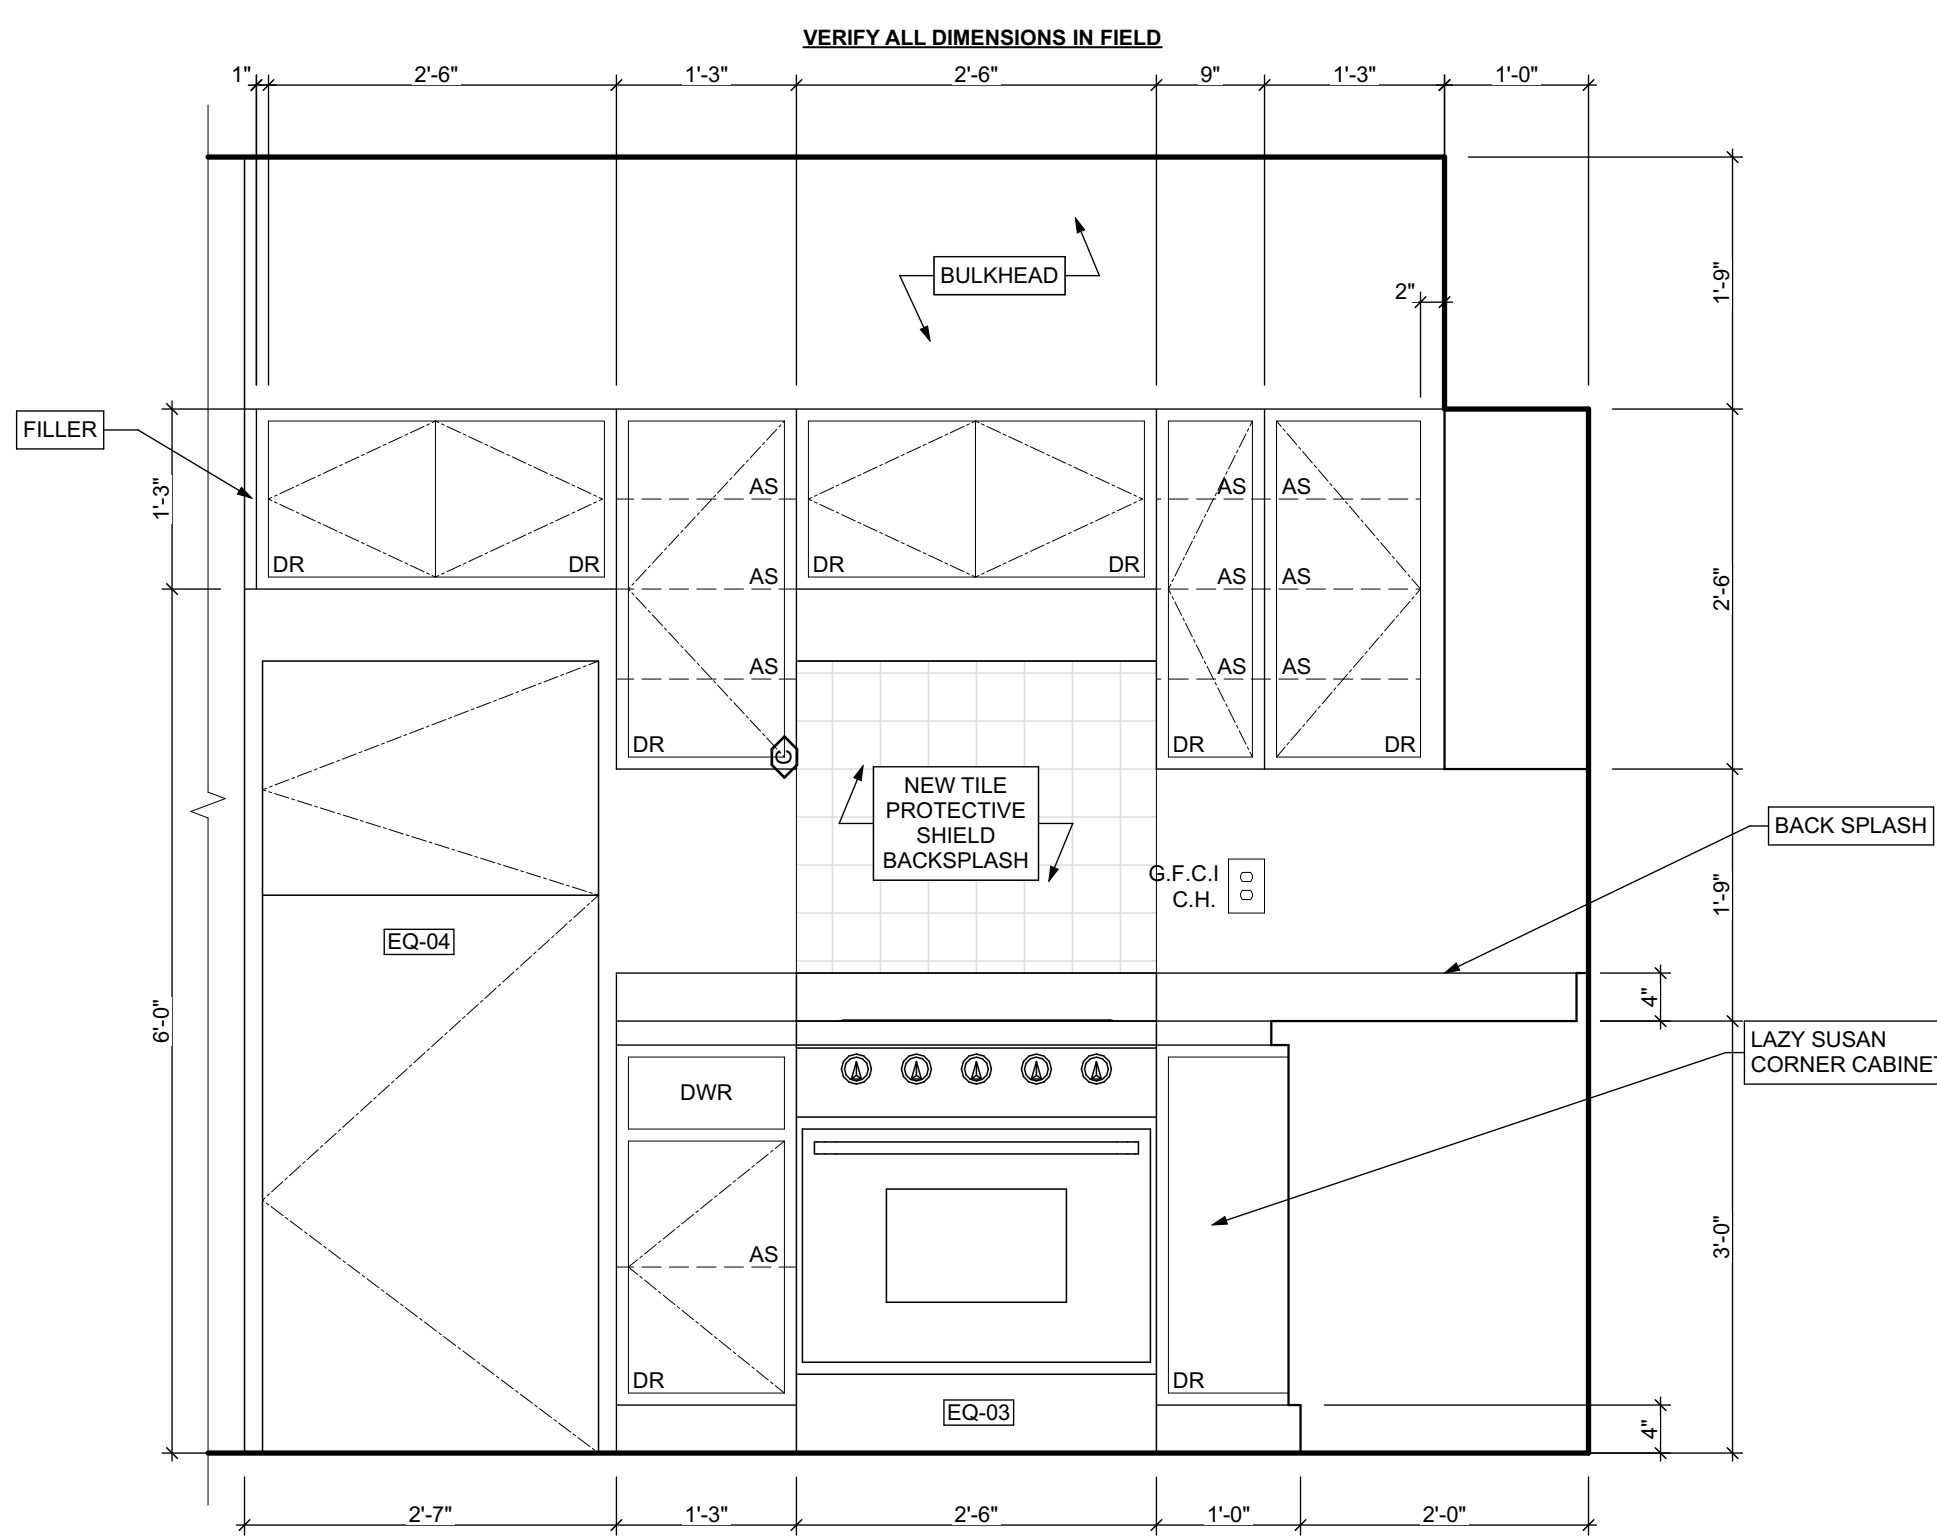 VERIFY ALL DIMENSIONS IN FIELD
1" 2'-6" 1'-3" 2'-6" 9" 1'-3" 1'-0"
BULKHEAD
2"
1'-9"
FILLER
1'-3"
AS AS AS
DR DR DR DR
AS AS AS
2'-6"
AS AS AS
DR DR DR
C
NEW TILE
PROTECTIVE
SHIELD
BACKSPLASH
BACK SPLASH
G.F.C.I
C.H.
1'-9"
EQ-04
6'-0"
4"
LAZY SUSAN
CORNER CABINE
DWR
AS
3'-0"
DR DR
EQ-03
4"
2'-7" 1'-3" 2'-6" 1'-0" 2'-0"